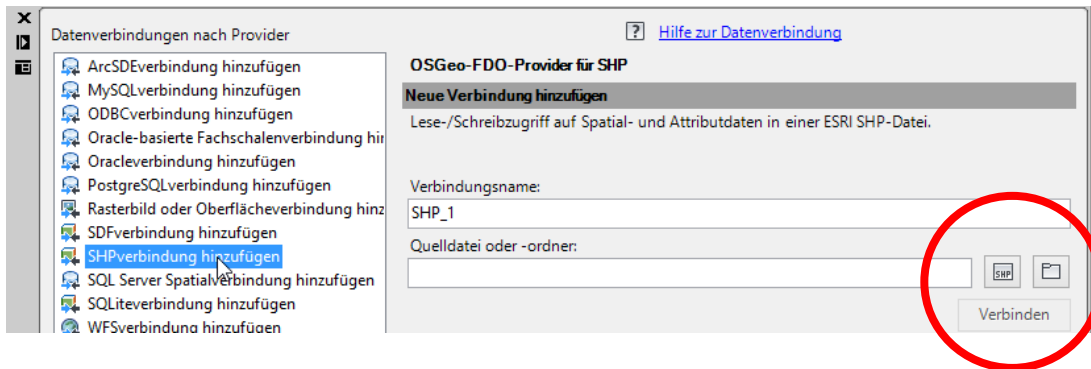 Datenverbindungen nach Provider
ArcSDEverbindung hinzufügen
MySQLverbindung hinzufügen
ODBCverbindung hinzufügen
Oracle-basierte Fachschalenverbindung hin
Oracleverbindung hinzufügen
PostgreSQLverbindung hinzufügen
Rasterbild oder Oberflächeverbindung hinz
SDFverbindung hinzufügen
SHPverbindung hinzufügen
SQL Server Spatialverbindung hinzufügen
SQLiteverbindung hinzufügen
WFSverbindung hinzufügen
? Hilfe zur Datenverbindung
OSGeo-FDO-Provider für SHP
Neue Verbindung hinzufügen
Lese-/Schreibzugriff auf Spatial- und Attributdaten in einer ESRI SHP-Datei.
Verbindungsname:
SHP_1
Quelldatei oder -ordner:
SHP
Verbinden